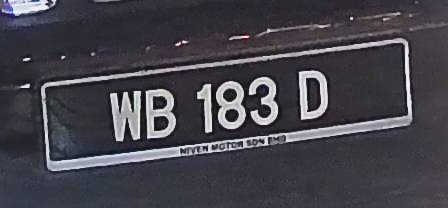 WB 183 D
NIVEN MOTOR SDN BHD